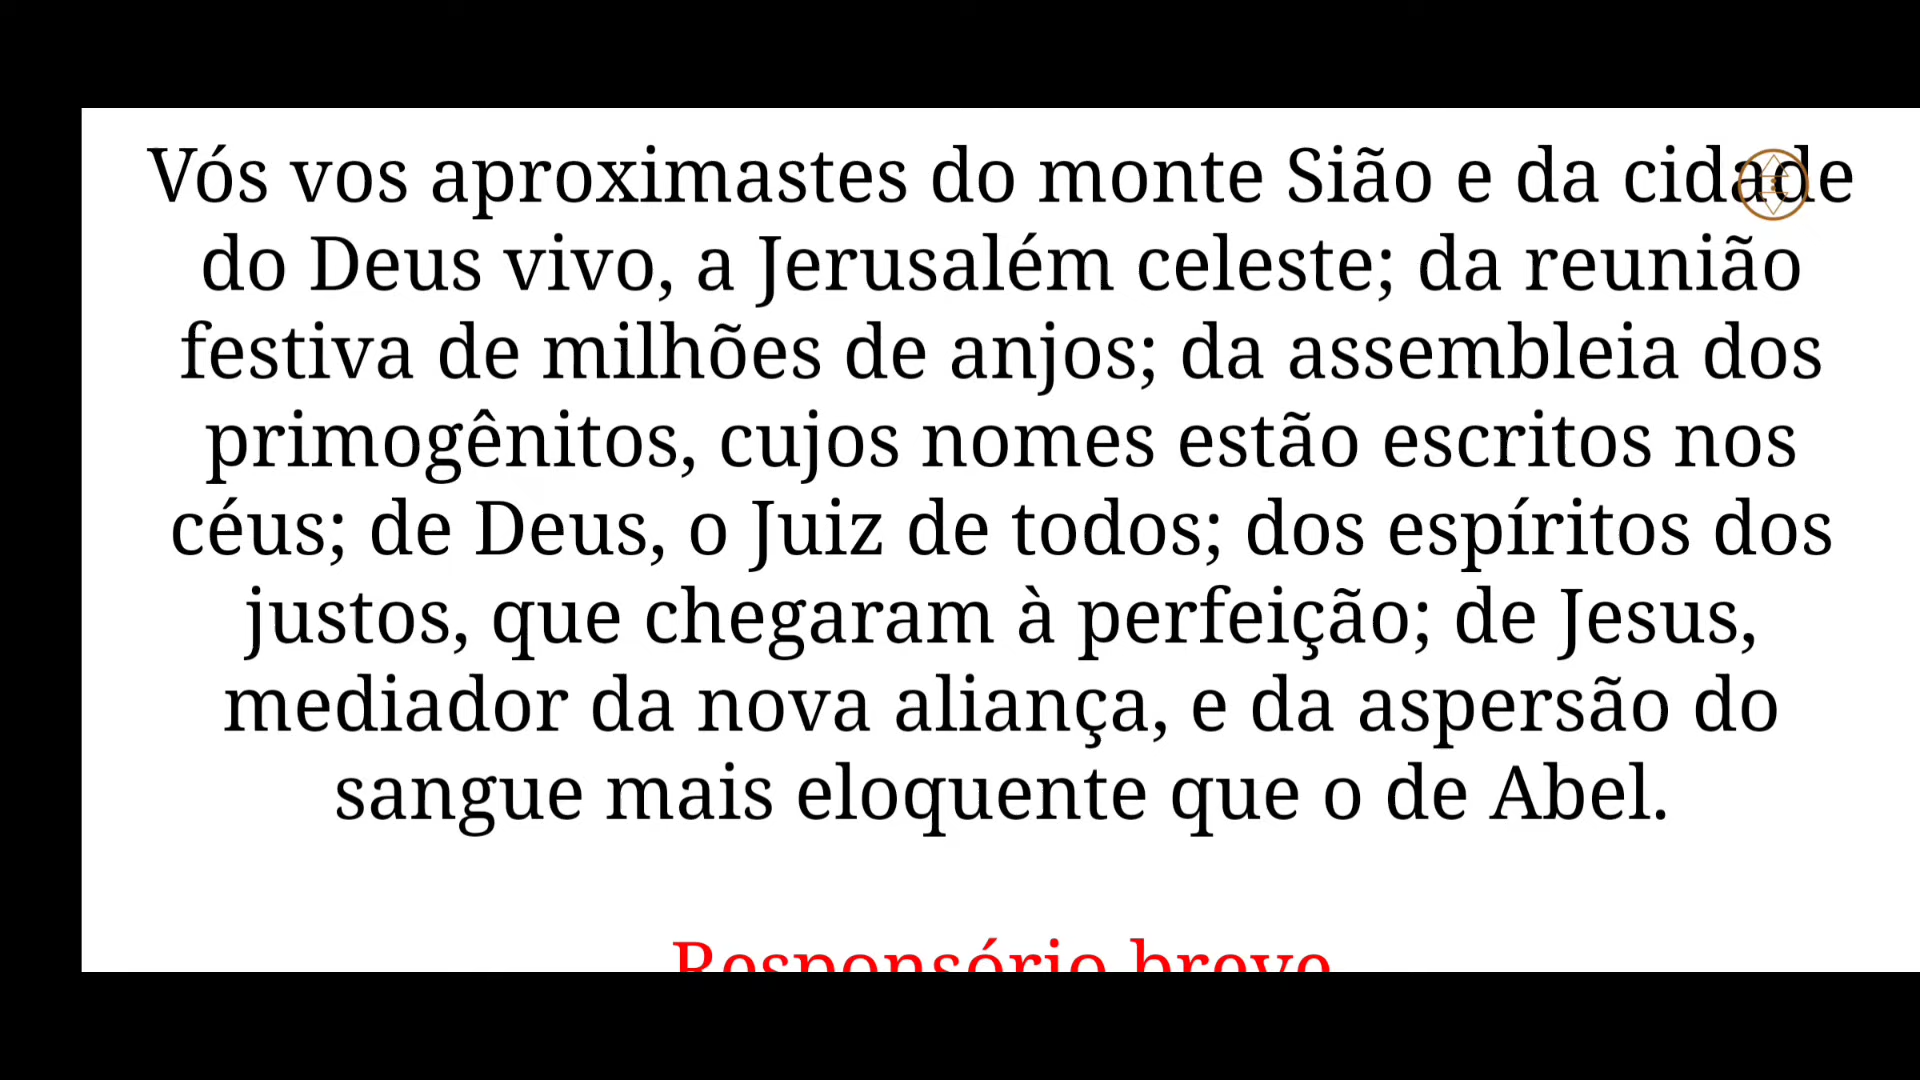 Vós vos aproximastes do monte Sião e da cidade
do Deus vivo, a Jerusalém celeste; da reunião
festiva de milhões de anjos; da assembleia dos
primogênitos, cujos nomes estão escritos nos
céus; de Deus, o Juiz de todos; dos espíritos dos
justos, que chegaram à perfeição; de Jesus,
mediador da nova aliança, e da aspersão do
sangue mais eloquente que o de Abel.
Responsório breve